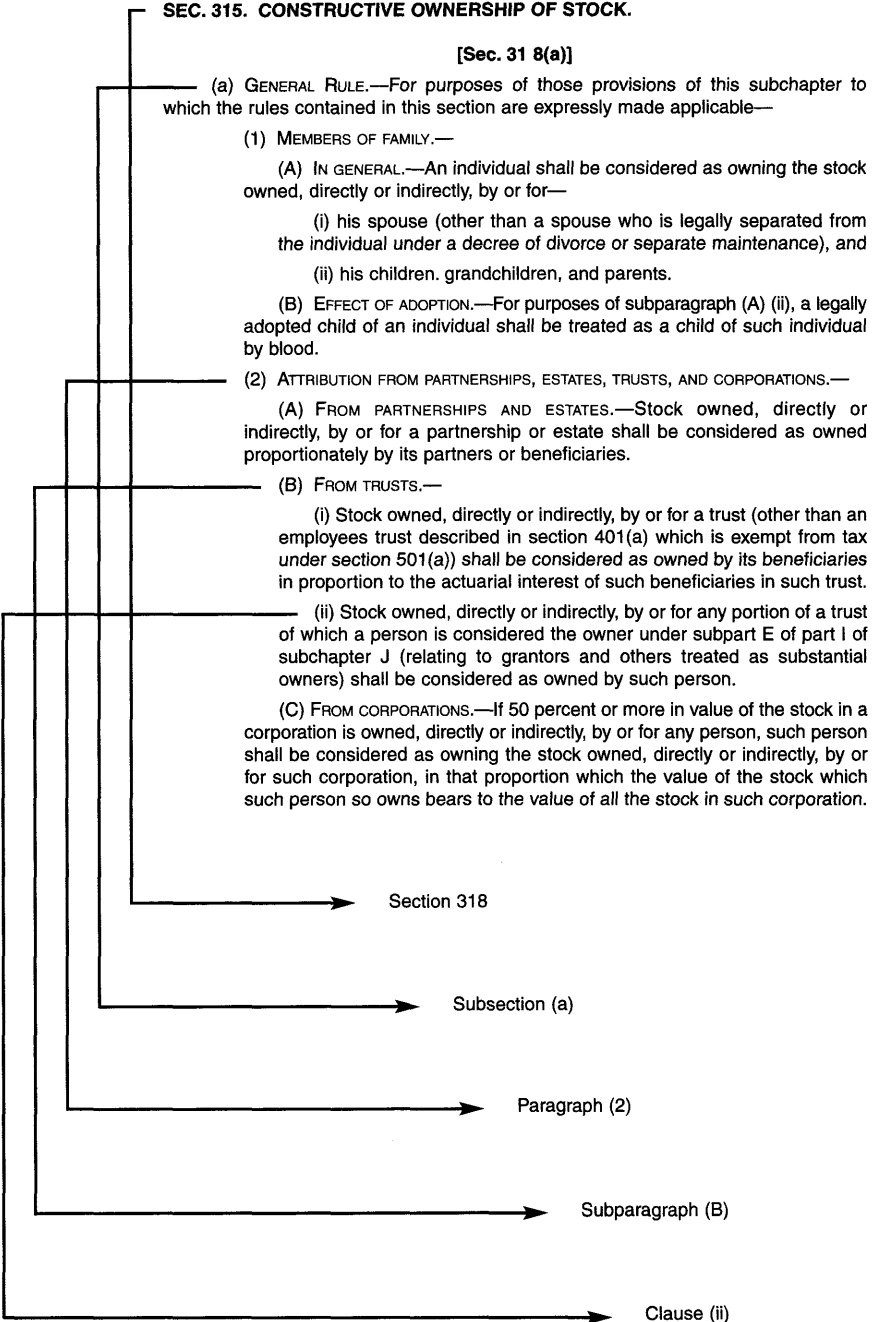 SEC. 315. CONSTRUCTIVE OWNERSHIP OF STOCK.
[Sec. 31 8(a)]
(a) GENERAL RULE.—For purposes of those provisions of this subchapter to
which the rules contained in this section are expressly made applicable—
(1) MEMBERS OF FAMILY.—
(A) IN GENERAL.—An individual shall be considered as owning the stock
owned, directly or indirectly, by or for—
(i) his spouse (other than a spouse who is legally separated from
the individual under a decree of divorce or separate maintenance), and
(ii) his children. grandchildren, and parents.
(B) EFFECT OF ADOPTION.—For purposes of subparagraph (A) (ii), a legally
adopted child of an individual shall be treated as a child of such individual
by blood.
(2) ATTRIBUTION FROM PARTNERSHIPS, ESTATES, TRUSTS, AND CORPORATIONS.—
(A) FROM PARTNERSHIPS AND ESTATES.—Stock owned, directly or
indirectly, by or for a partnership or estate shall be considered as owned
proportionately by its partners or beneficiaries.
(B) FROM TRUSTS.—
(i) Stock owned, directly or indirectly, by or for a trust (other than an
employees trust described in section 401(a) which is exempt from tax
under section 501(a)) shall be considered as owned by its beneficiaries
in proportion to the actuarial interest of such beneficiaries in such trust.
(ii) Stock owned, directly or indirectly, by or for any portion of a trust
of which a person is considered the owner under subpart E of part I of
subchapter J (relating to grantors and others treated as substantial
owners) shall be considered as owned by such person.
(C) FROM CORPORATIONS.—If 50 percent or more in value of the stock in a
corporation is owned, directly or indirectly, by or for any person, such person
shall be considered as owning the stock owned, directly or indirectly, by or
for such corporation, in that proportion which the value of the stock which
such person so owns bears to the value of all the stock in such corporation.
Section 318
Subsection (a)
Paragraph (2)
Subparagraph (B)
Clause (ii)